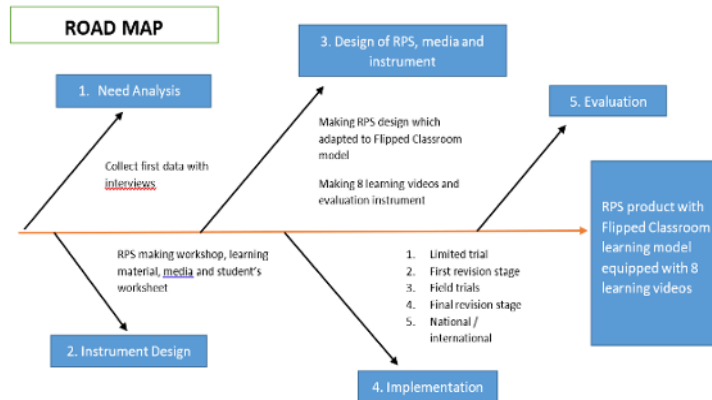 ROAD MAP
1. Need Analysis
Collect first data with
interviews
3. Design of RPS, media and
instrument
Making RPS design which
adapted to Flipped Classroom
model
Making 8 learning videos and
evaluation instrument
5. Evaluation
RPS product with
Flipped Classroom
learning model
equipped with 8
learning videos
RPS making workshop, learning
material, media and student's
worksheet
2. Instrument Design
1. Limited trial
2. First revision stage
3. Field trials
4. Final revision stage
5. National /
international
4. Implementation